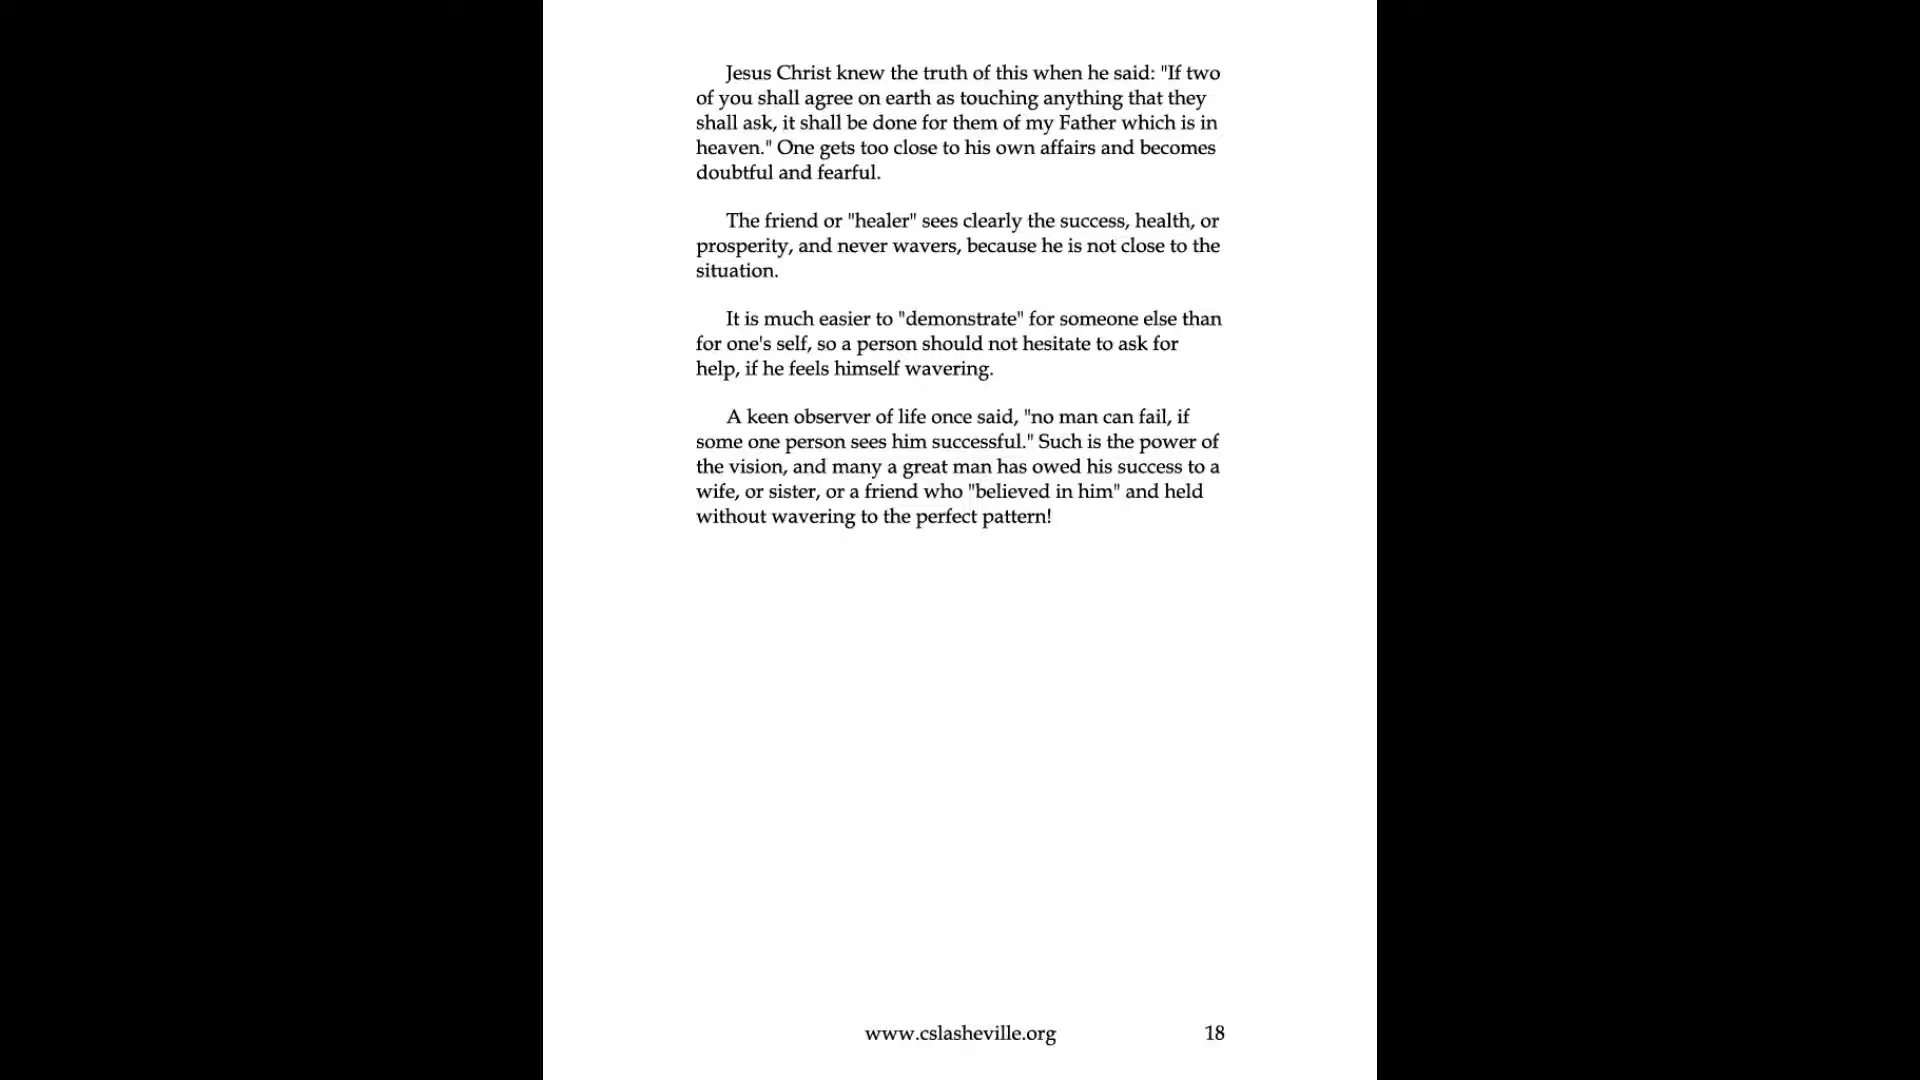 Jesus Christ knew the truth of this when he said: "If two
of you shall agree on earth as touching anything that they
shall ask, it shall be done for them of my Father which is in
heaven." One gets too close to his own affairs and becomes
doubtful and fearful.
The friend or "healer" sees clearly the success, health, or
prosperity, and never wavers, because he is not close to the
situation.
It is much easier to "demonstrate" for someone else than
for one's self, so a person should not hesitate to ask for
help, if he feels himself wavering.
A keen observer of life once said, "no man can fail, if
some one person sees him successful." Such is the power of
the vision, and many a great man has owed his success to a
wife, or sister, or a friend who "believed in him" and held
without wavering to the perfect pattern!
www.cslasheville.org 18